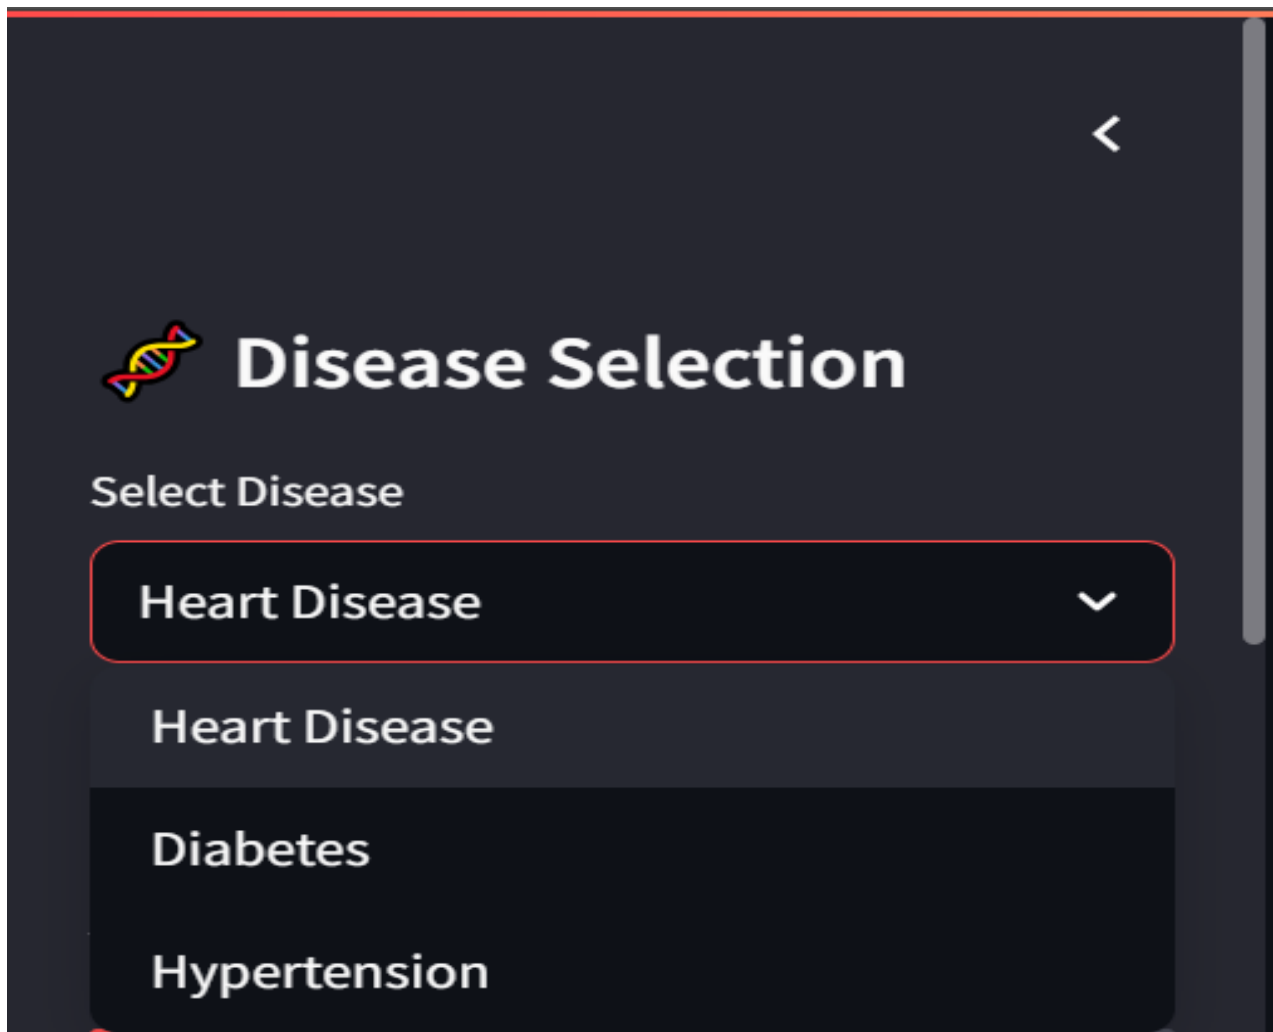 Disease Selection
Select Disease
Heart Disease
Heart Disease
Diabetes
Hypertension